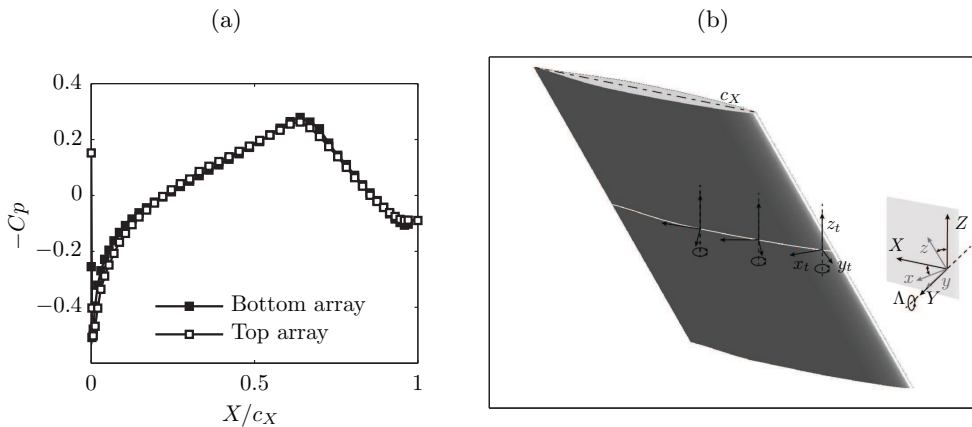 (a)
(b)
0.4
0.2
0
−0.2
−0.4
−Cp
Bottom array
Top array
0
0.5
1
X/c_X
c_X
z_t
x_t
y_t
Z
X
z
x
y
Λ
Y